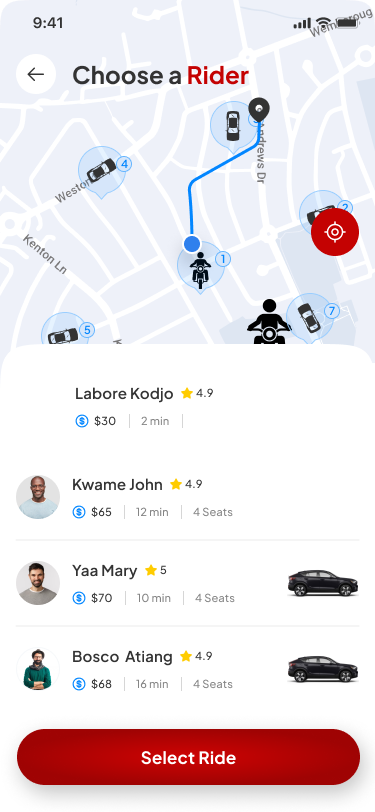 9:41
Choose a Rider
Andrews Dr
4
Weston
2
Kenton Ln
1
7
5
Labore Kodjo 4.9
$30 2 min
Kwame John 4.9
$65 12 min 4 Seats
Yaa Mary 5
$70 10 min 4 Seats
Bosco Atiang 4.9
$68 16 min 4 Seats
Select Ride